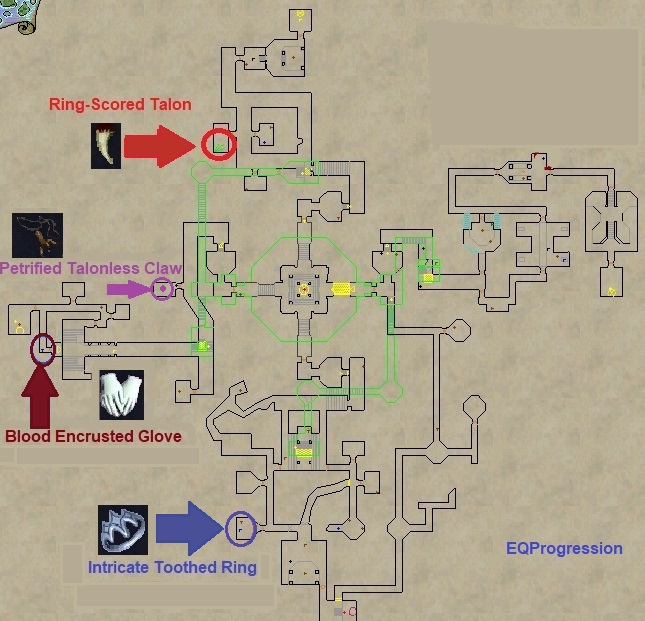 Ring-Scored Talon
Petrified Talonless Claw
Blood Encrusted Glove
EQProgression
Intricate Toothed Ring